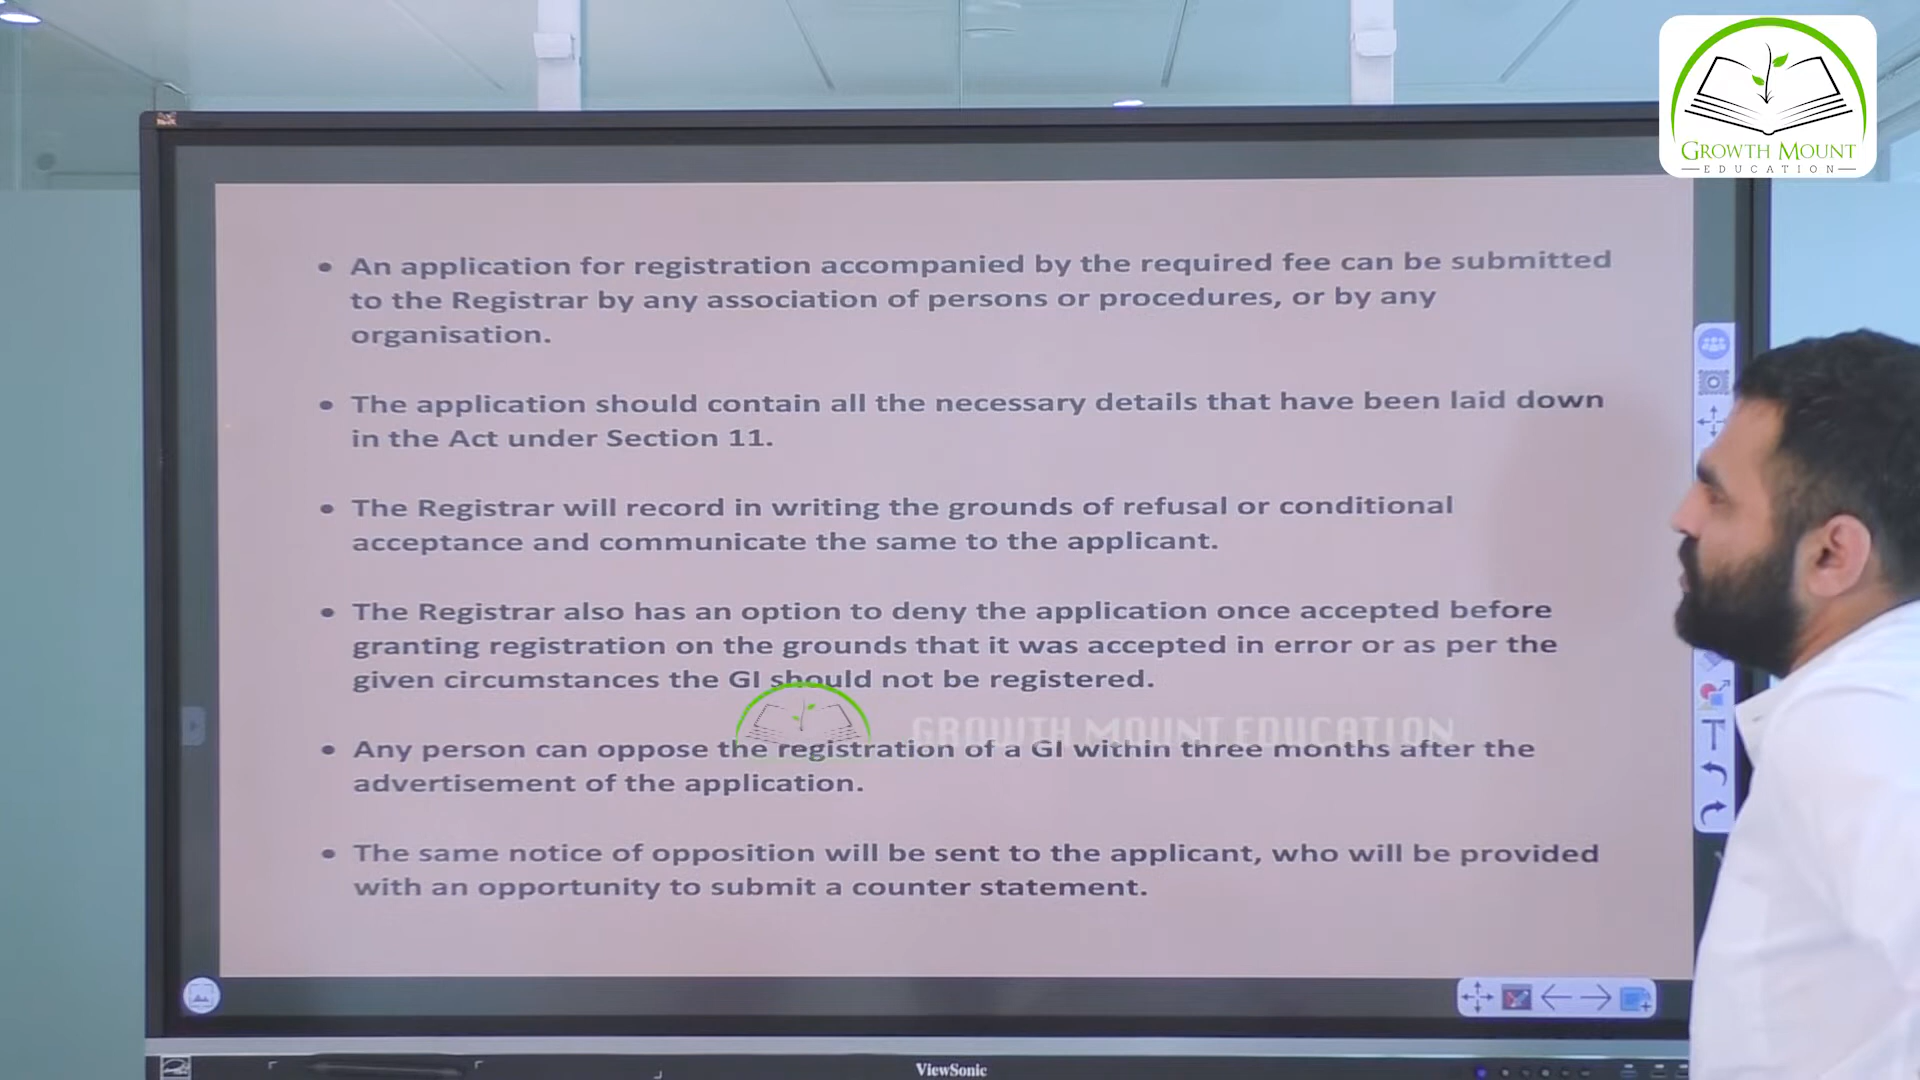 GROWTH MOUNT
EDUCATION
• An application for registration accompanied by the required fee can be submitted
to the Registrar by any association of persons or procedures, or by any
organisation.
• The application should contain all the necessary details that have been laid down
in the Act under Section 11.
• The Registrar will record in writing the grounds of refusal or conditional
acceptance and communicate the same to the applicant.
• The Registrar also has an option to deny the application once accepted before
granting registration on the grounds that it was accepted in error or as per the
given circumstances the GI should not be registered.
GROWTH MOUNT EDUCATION
• Any person can oppose the registration of a GI within three months after the
advertisement of the application.
• The same notice of opposition will be sent to the applicant, who will be provided
with an opportunity to submit a counter statement.
ViewSonic